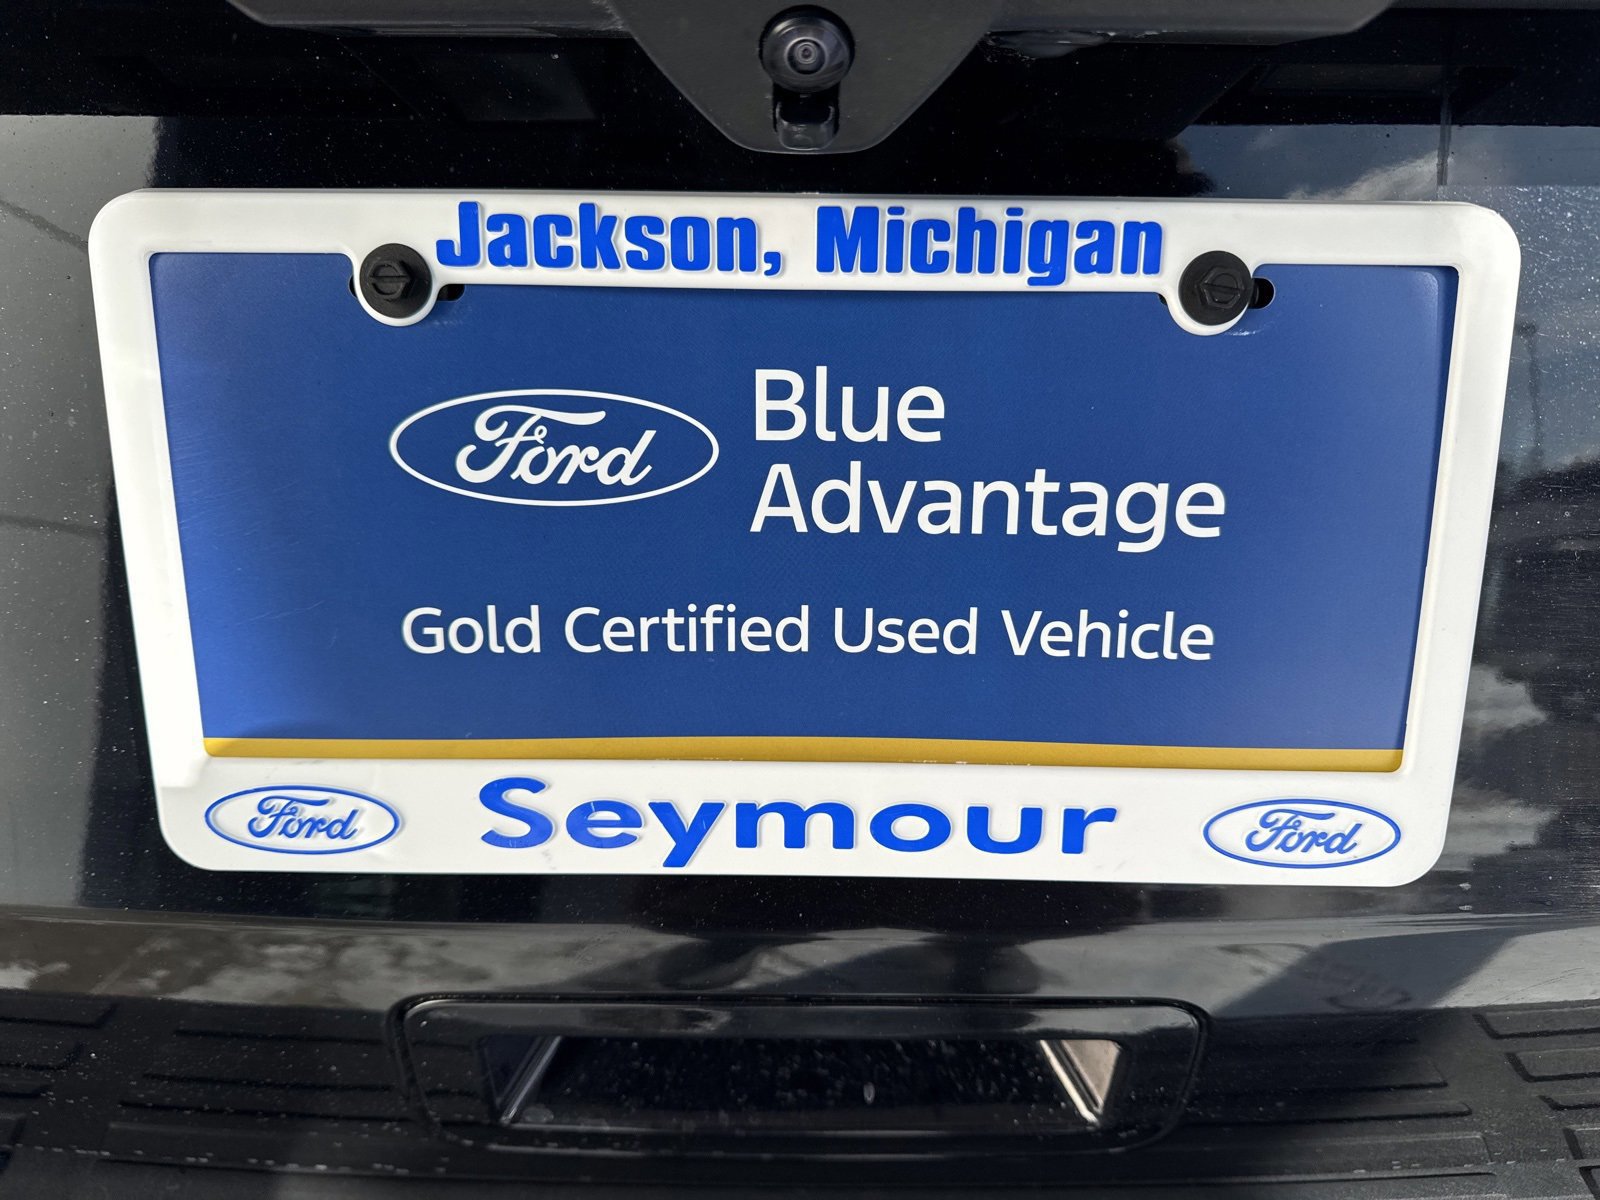 Jackson, Michigan
Ford
Blue
Advantage
Gold Certified Used Vehicle
Ford Seymour Ford